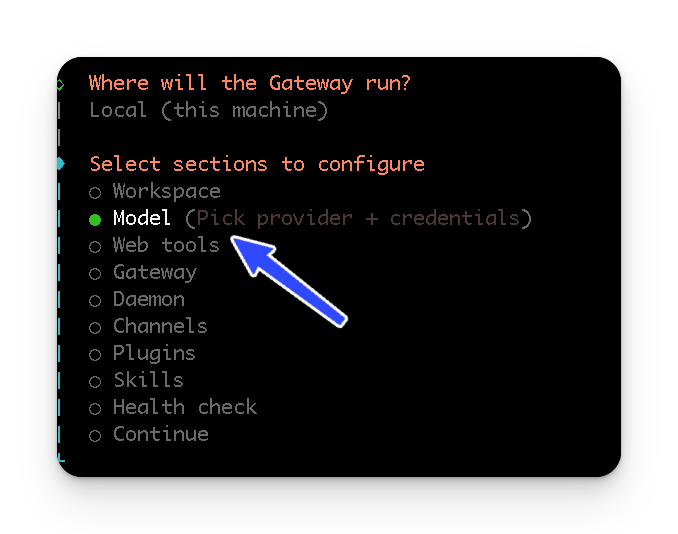 Where will the Gateway run?
Local (this machine)
Select sections to configure
Workspace
Model (Pick provider + credentials)
Web tools
Gateway
Daemon
Channels
Plugins
Skills
Health check
Continue